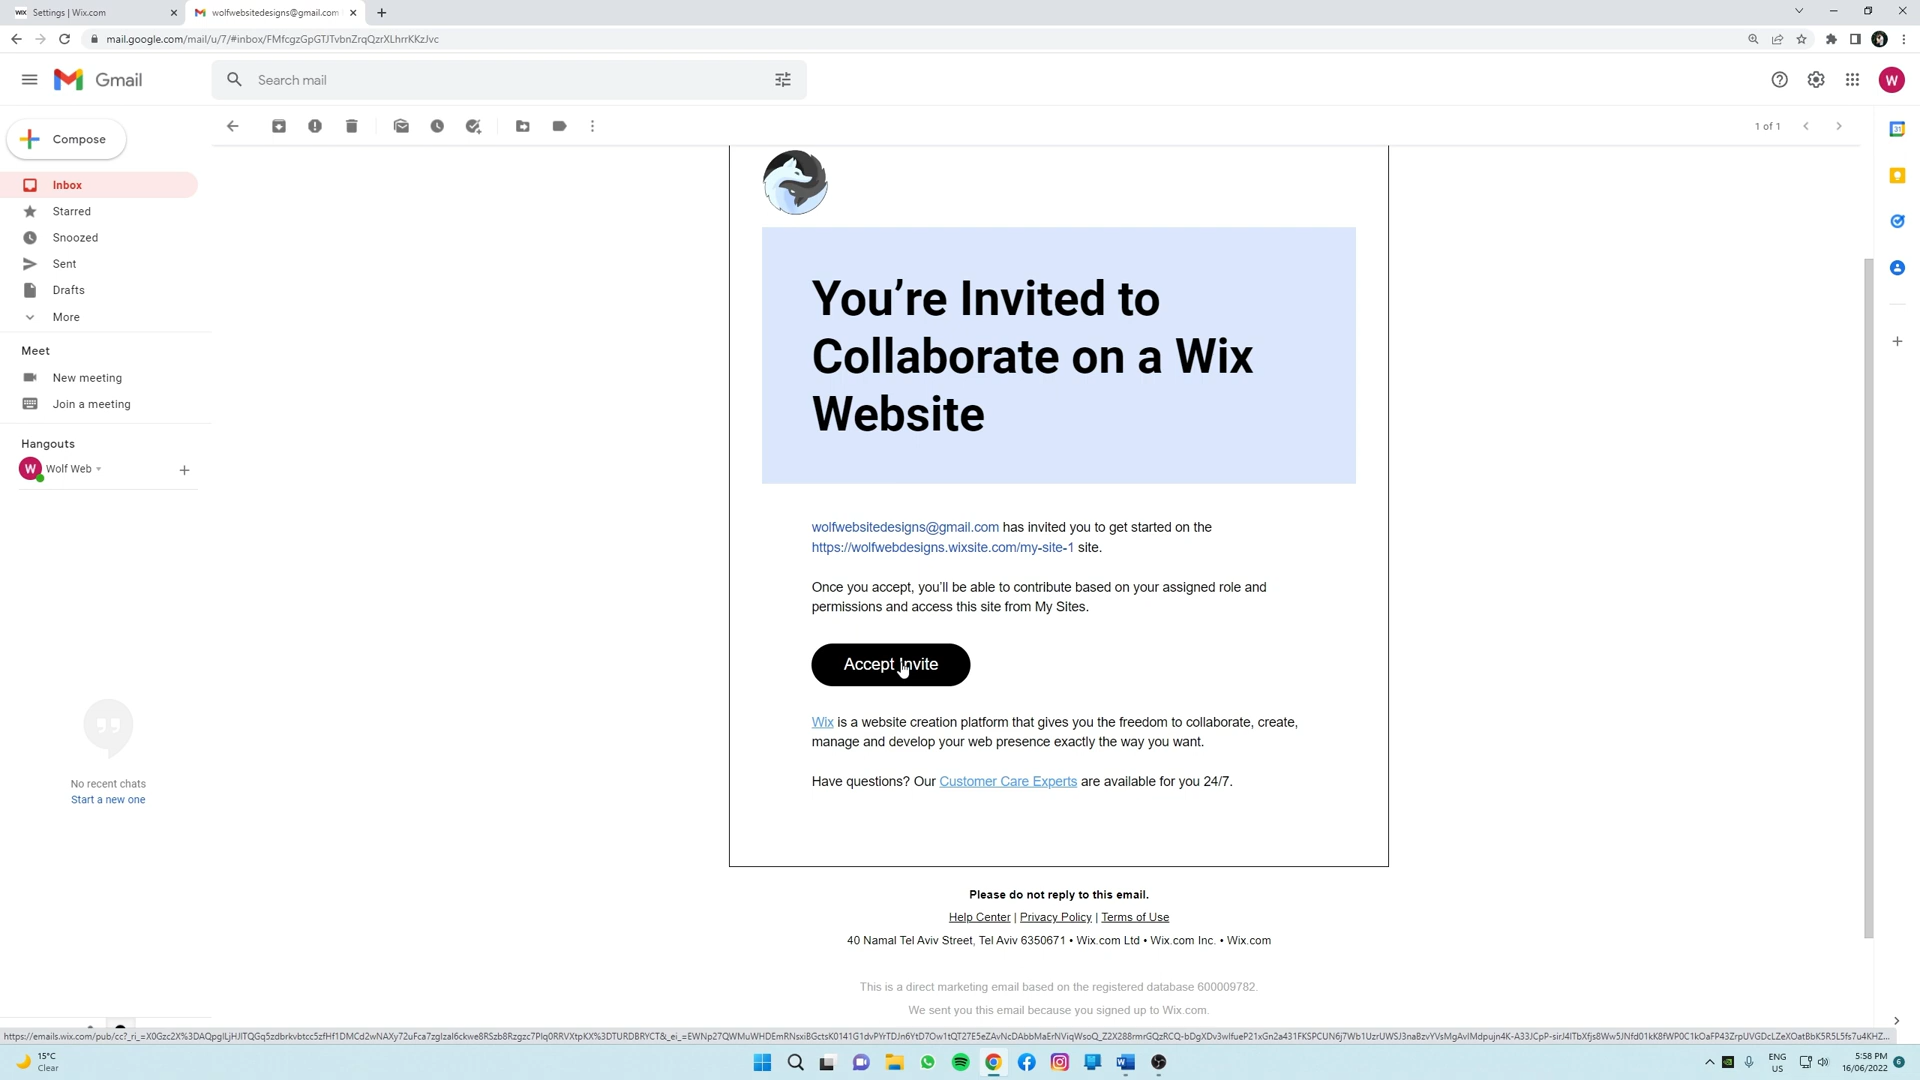 WIX Settings | Wix.com
wolfwebsitedesigns@gmail.com
mail.google.com/mail/u/7/#inbox/FMfcgzGpGTJTvbnZrqQzrXLhrrKKzJvc
Gmail
Search mail
W
Compose
1 of 1
31
Inbox
Starred
Snoozed
Sent
Drafts
More
Meet
New meeting
Join a meeting
Hangouts
W Wolf Web
No recent chats
Start a new one
You're Invited to
Collaborate on a Wix
Website
wolfwebsitedesigns@gmail.com has invited you to get started on the
https://wolfwebdesigns.wixsite.com/my-site-1 site.
Once you accept, you'll be able to contribute based on your assigned role and
permissions and access this site from My Sites.
Accept Invite
Wix is a website creation platform that gives you the freedom to collaborate, create,
manage and develop your web presence exactly the way you want.
Have questions? Our Customer Care Experts are available for you 24/7.
Please do not reply to this email.
Help Center | Privacy Policy | Terms of Use
40 Namal Tel Aviv Street, Tel Aviv 6350671 • Wix.com Ltd • Wix.com Inc. • Wix.com
This is a direct marketing email based on the registered database 600009782.
We sent you this email because you signed up to Wix.com.
15°C
Clear
ENG
US
5:58 PM
16/06/2022
6